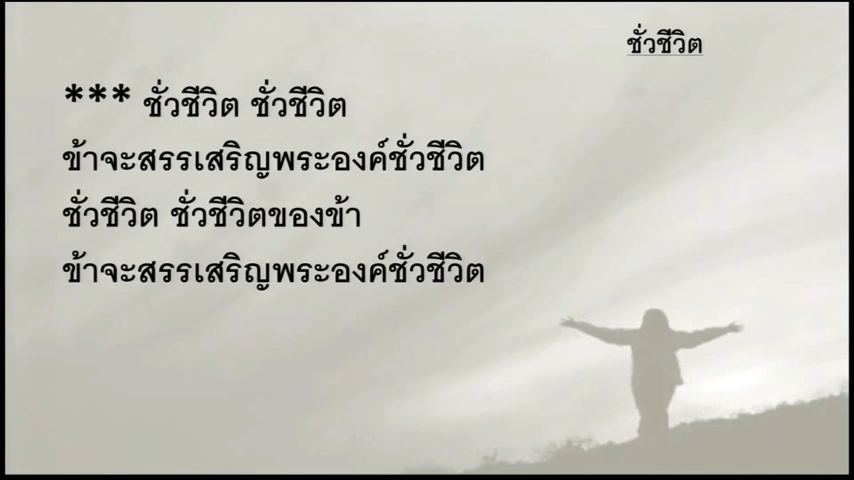 ชั่วชีวิต
*** ชั่วชีวิต ชั่วชีวิต
ข้าจะสรรเสริญพระองค์ชั่วชีวิต
ชั่วชีวิต ชั่วชีวิตของข้า
ข้าจะสรรเสริญพระองค์ชั่วชีวิต